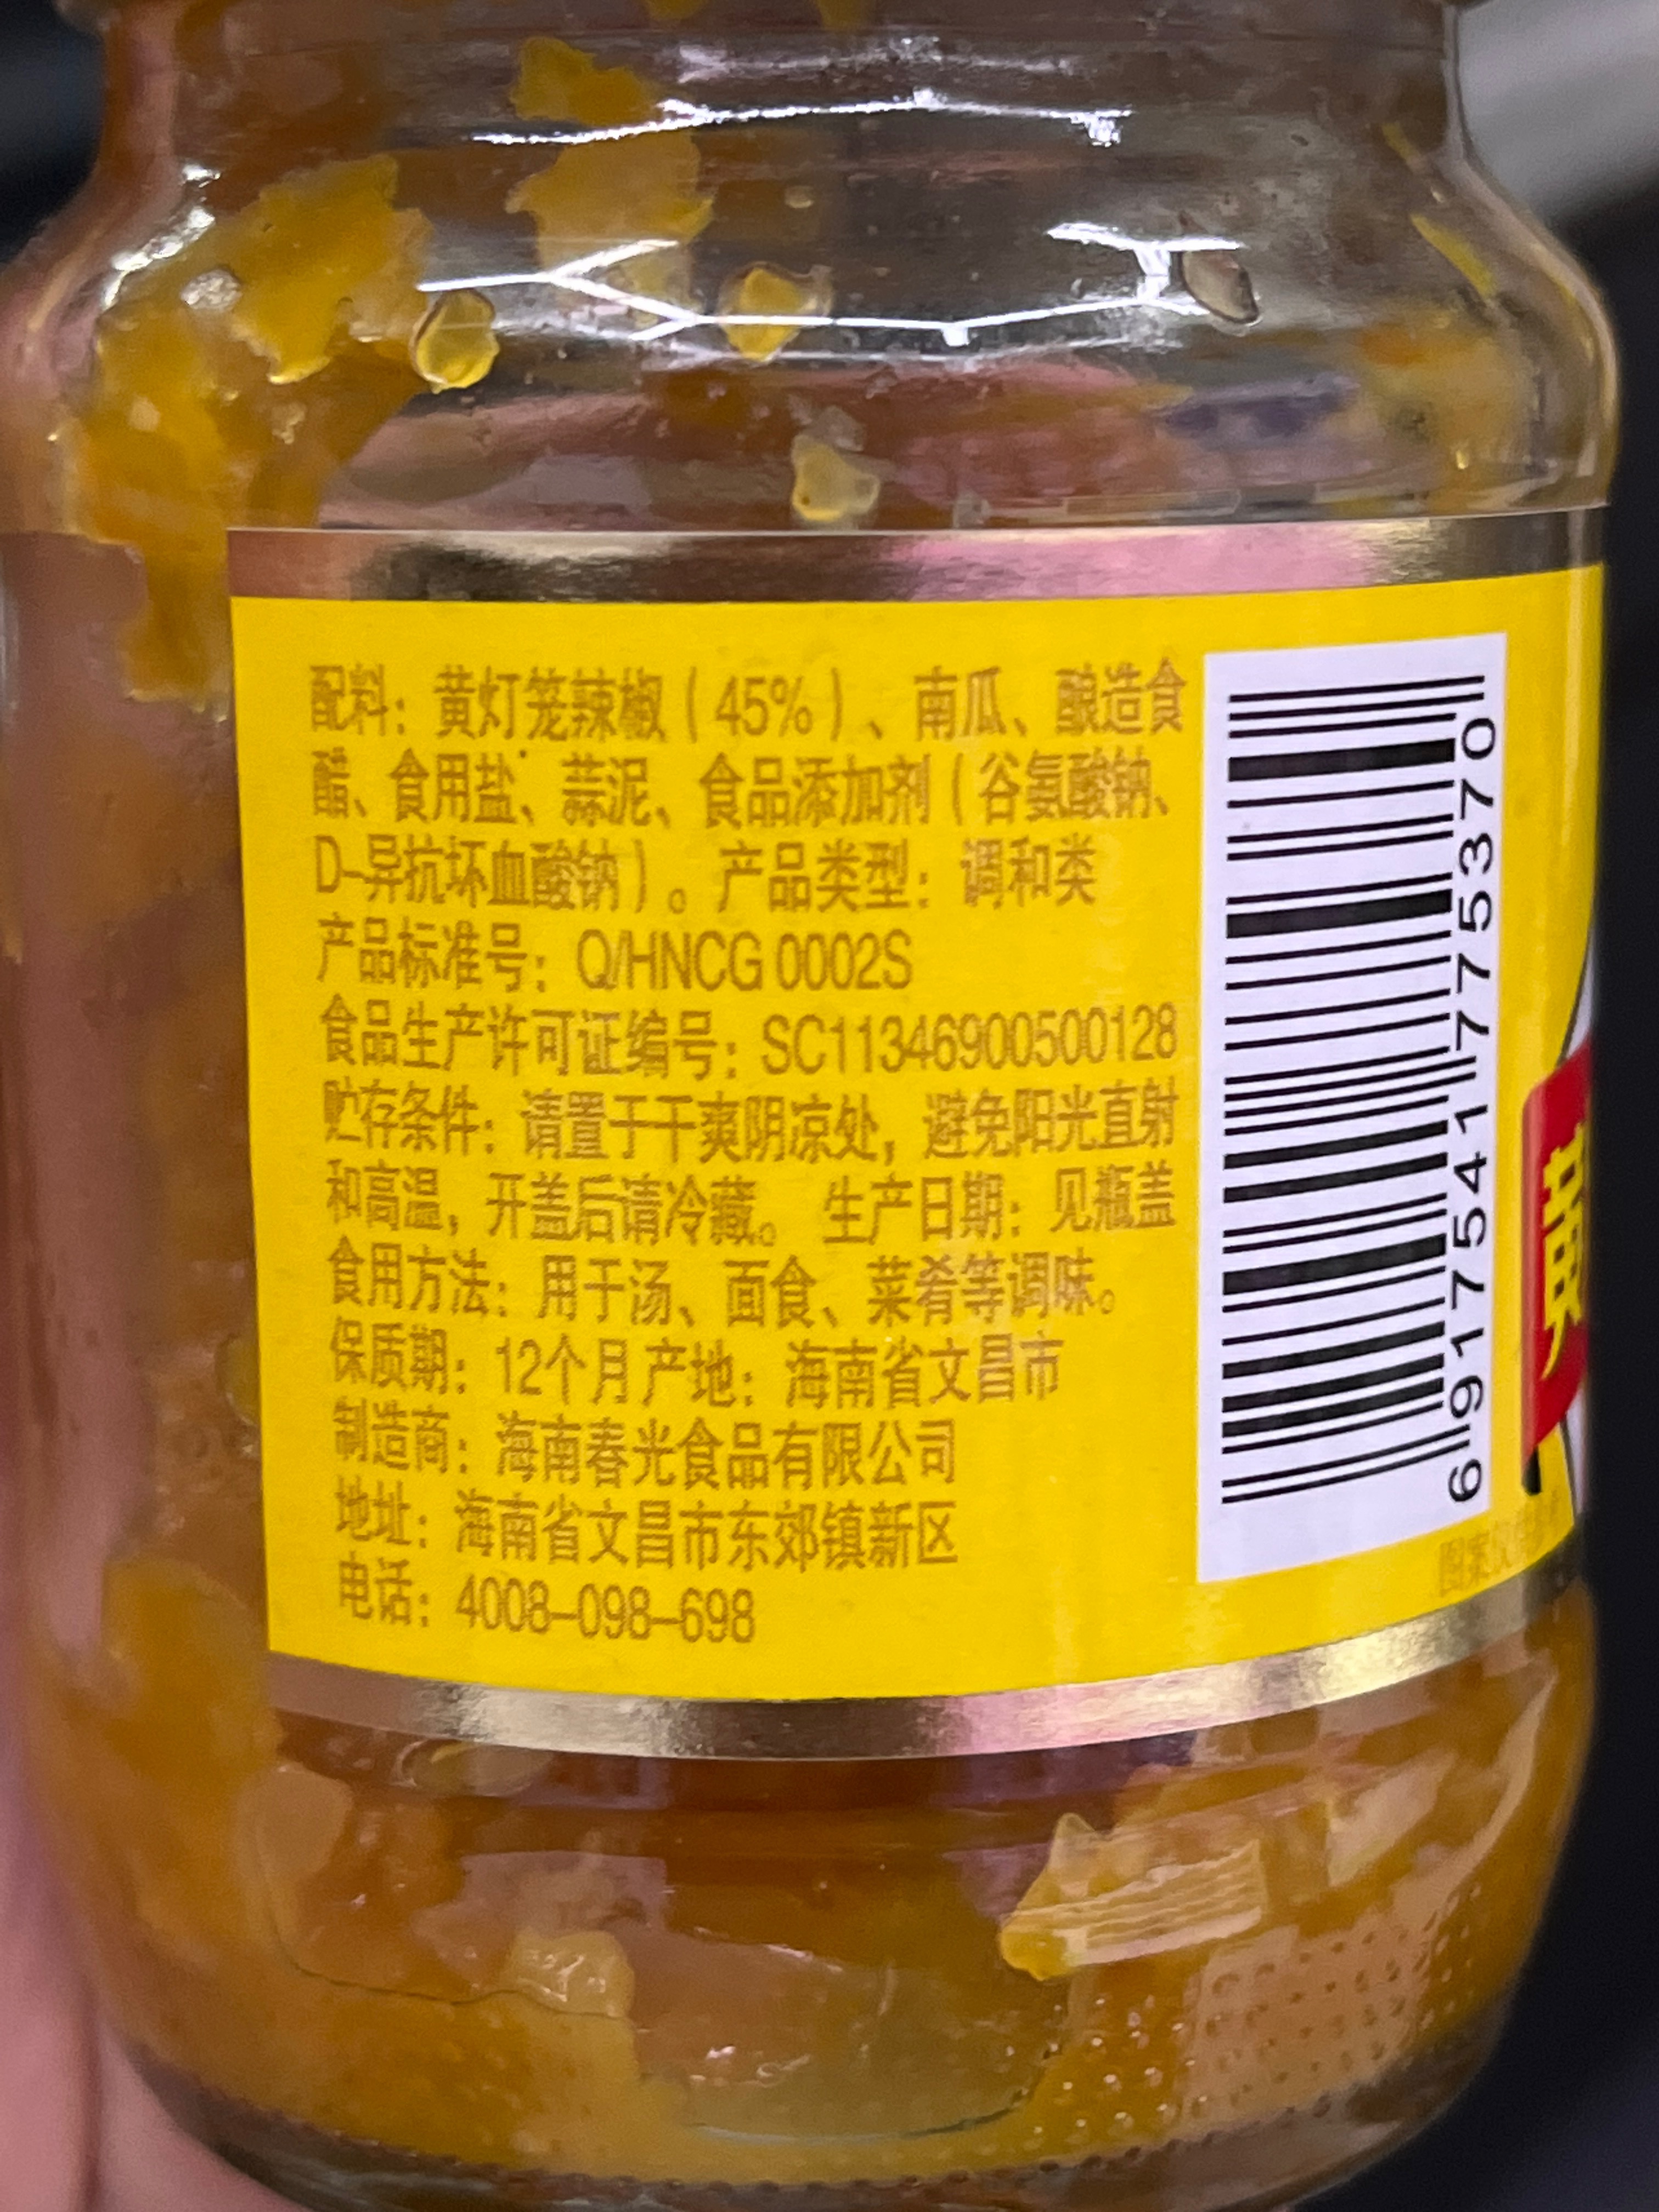 配料：黄灯笼辣椒（45%）、南瓜、酿造食
醋、食用盐、蒜泥、食品添加剂（谷氨酸钠、
D-异抗坏血酸钠）。产品类型：调和类
产品标准号：Q/HNCG 0002S
食品生产许可证编号：SC11346900500128
贮存条件：请置于干爽阴凉处，避免阳光直射
和高温，开盖后请冷藏。 生产日期：见瓶盖
食用方法：用于汤、面食、菜肴等调味。
保质期：12个月 产地：海南省文昌市
制造商：海南春光食品有限公司
地址：海南省文昌市东郊镇新区
电话：4008-098-698
6 917541 775370
黄
图案仅